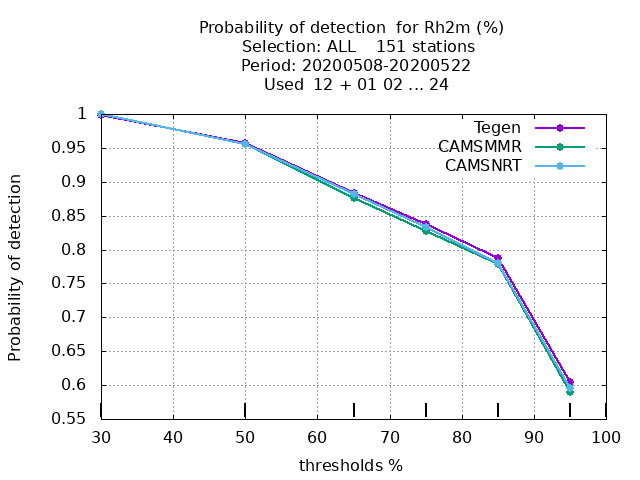 Probability of detection for Rh2m (%)
Selection: ALL 151 stations
Period: 20200508-20200522
Used 12 + 01 02 ... 24
Tegen
CAMSMMR
CAMSNRT
1
0.95
0.9
0.85
0.8
0.75
0.7
0.65
0.6
0.55
Probability of detection
30 40 50 60 70 80 90 100
thresholds %